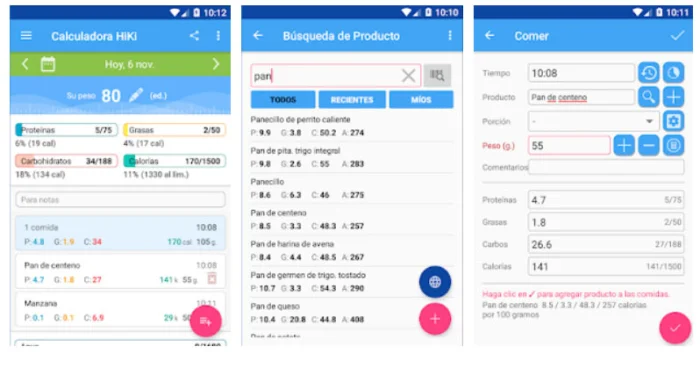 10:12
Calculadora HiKi
Hoy, 6 nov.
Su peso 80 (ed.)
Proteínas 5/75
6% (19 cal)
Grasas 2/50
4% (17 cal)
Carbohidratos 34/188
18% (134 cal)
Calorías 170/1500
11% (1330 al lím.)
Para notas
1 comida 10:08
P: 4.8 G: 1.9 C: 34 170 cal 105 g
Pan de centeno 10:08
P: 4.7 G: 1.8 C: 27 141 k 55 g
Manzana 10:11
P: 0.1 G: 0.1 C: 6.9 29 k 50
10:10
Búsqueda de Producto
pan
TODOS RECIENTES MÍOS
Panecillo de perrito caliente
P: 9.9 G: 3.8 C: 50.2 A: 274
Pan de pita. trigo integral
P: 9.8 G: 2.6 C: 55 A: 283
Panecillo
P: 8.6 G: 6.3 C: 46 A: 275
Pan de centeno
P: 8.5 G: 3.3 C: 48.3 A: 257
Pan de harina de avena
P: 8.4 G: 4.4 C: 48.5 A: 267
Pan de germen de trigo. tostado
P: 10.7 G: 3.3 C: 54.3 A: 290
Pan de queso
P: 10.4 G: 20.8 C: 44.8 A: 408
10:11
Comer
Tiempo 10:08
Producto Pan de centeno
Porción -
Peso (g.) 55
Comentarios
Proteínas 4.7 5/75
Grasas 1.8 2/50
Carbos 26.6 27/188
Calorías 141 141/1500
Haga clic en ✓ para agregar producto a las comidas.
Pan de centeno 8.5 / 3.3 / 48.3 / 257 calorías
por 100 gramos